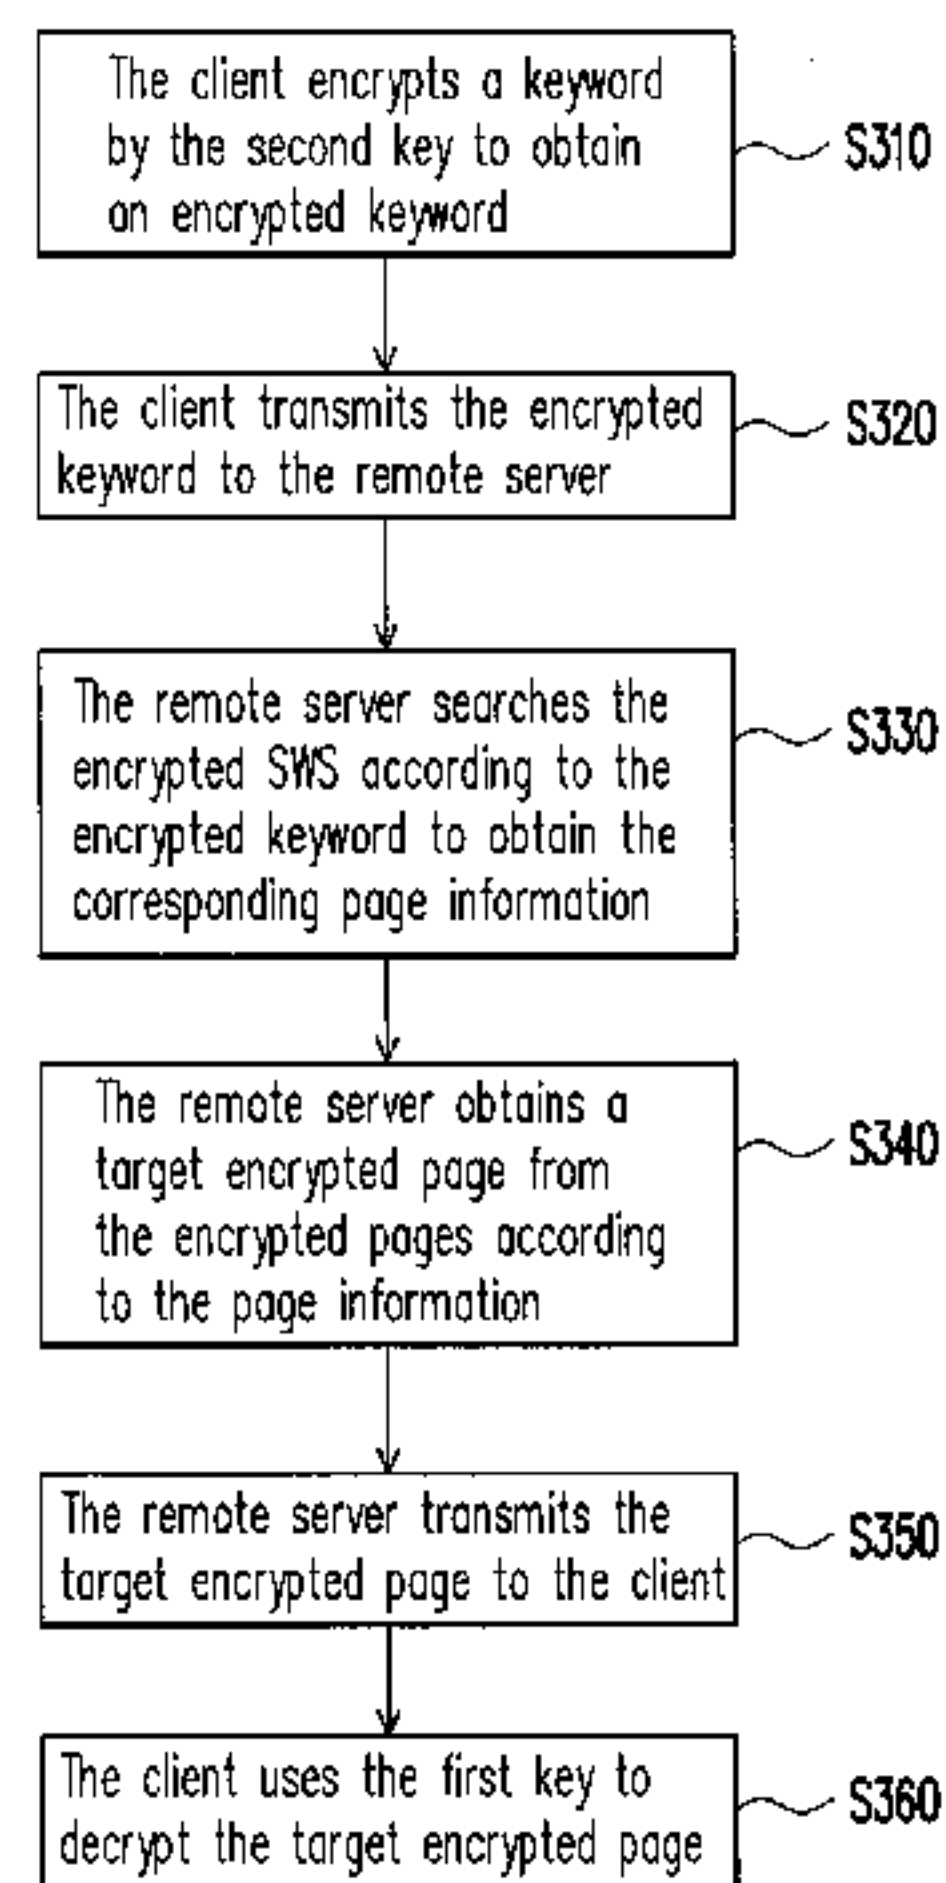 The client encrypts a keyword
by the second key to obtain
an encrypted keyword
S310
The client transmits the encrypted
keyword to the remote server
S320
The remote server searches the
encrypted SWS according to the
encrypted keyword to obtain the
corresponding page information
S330
The remote server obtains a
target encrypted page from
the encrypted pages according
to the page information
S340
The remote server transmits the
target encrypted page to the client
S350
The client uses the first key to
decrypt the target encrypted page
S360